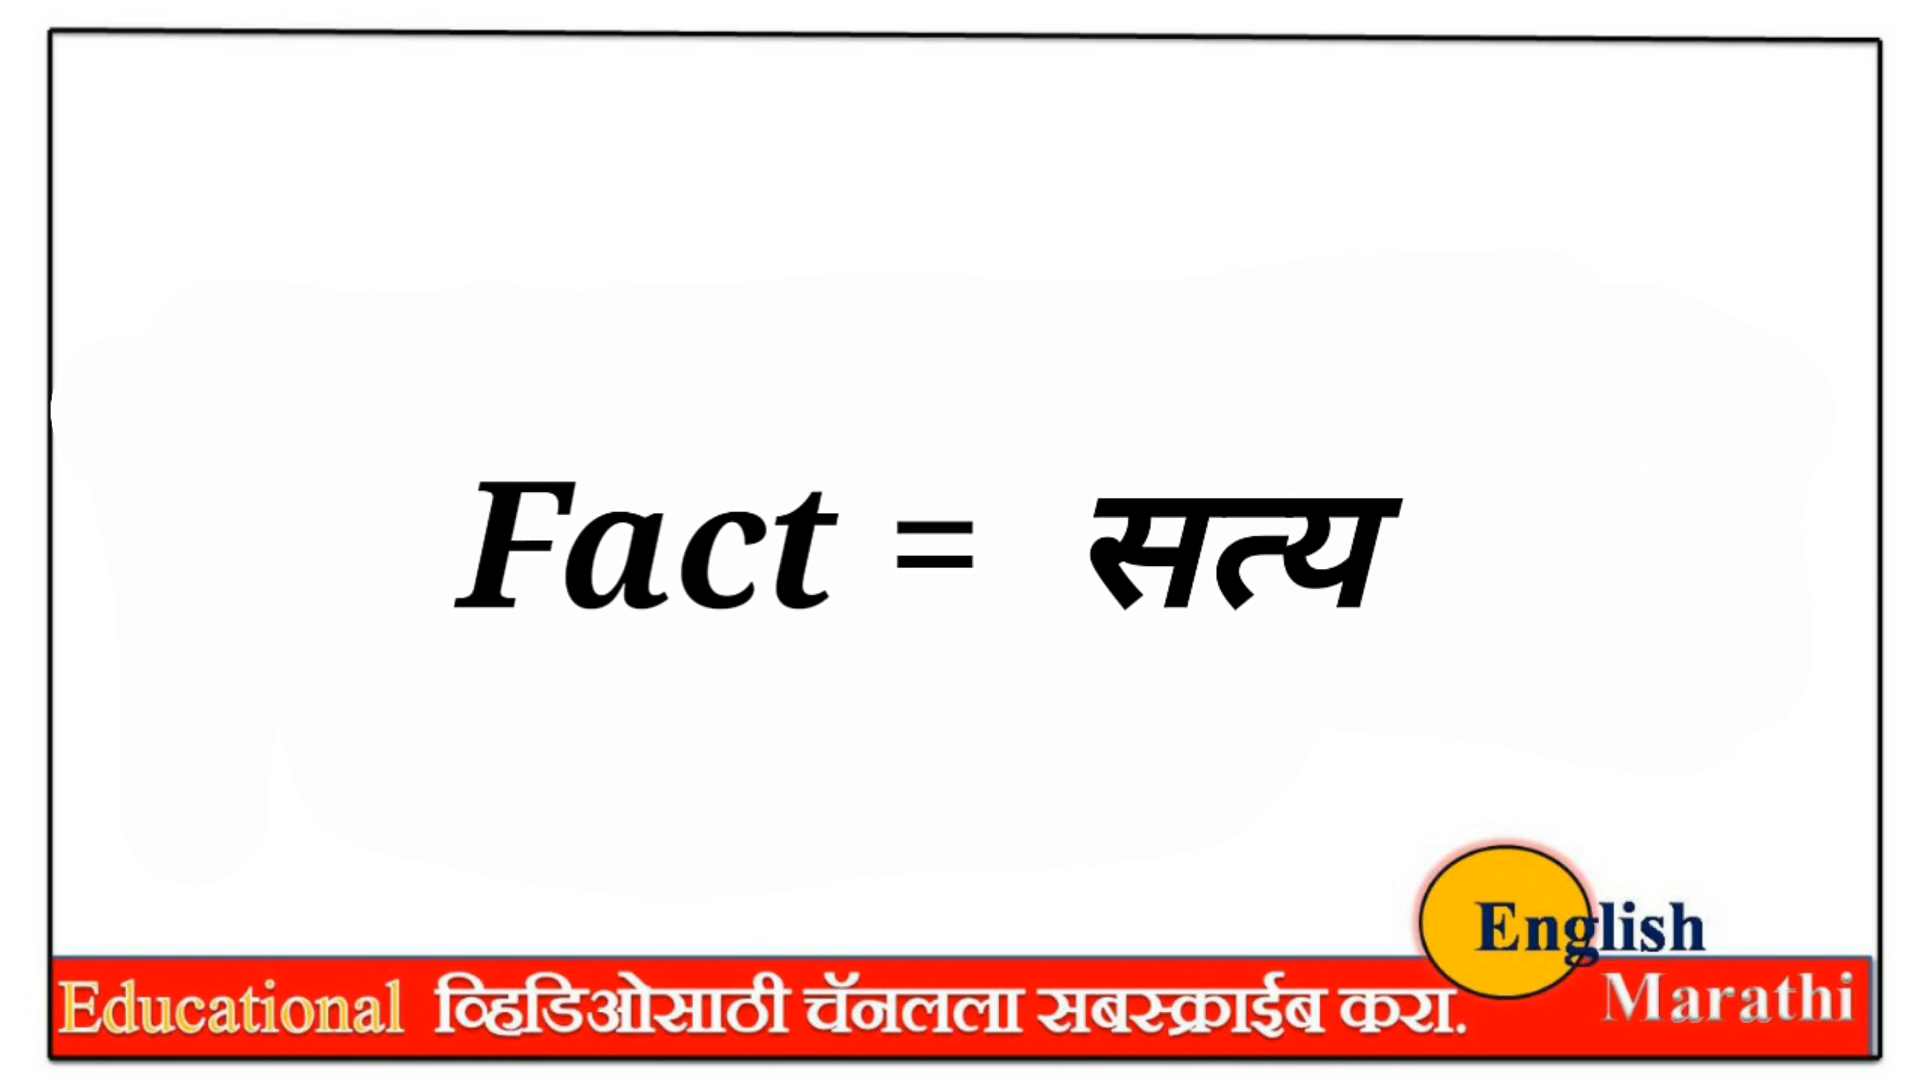 Fact = सत्य
English
Educational व्हिडिओसाठी चॅनलला सबस्क्राईब करा.
Marathi